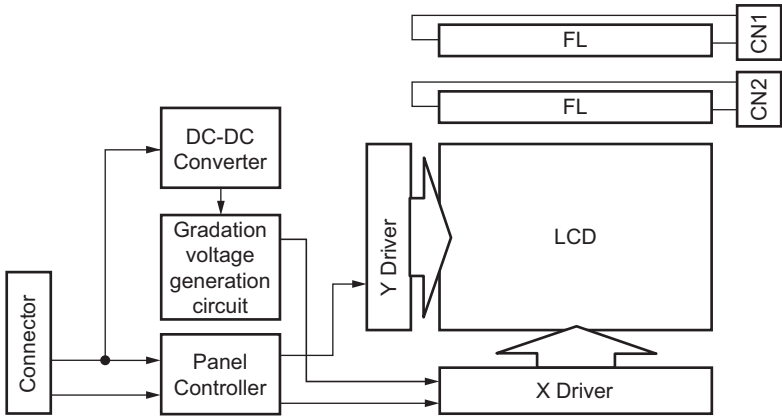 FL
CN1
FL
CN2
DC-DC
Converter
Gradation
voltage
generation
circuit
Y Driver
LCD
Connector
Panel
Controller
X Driver